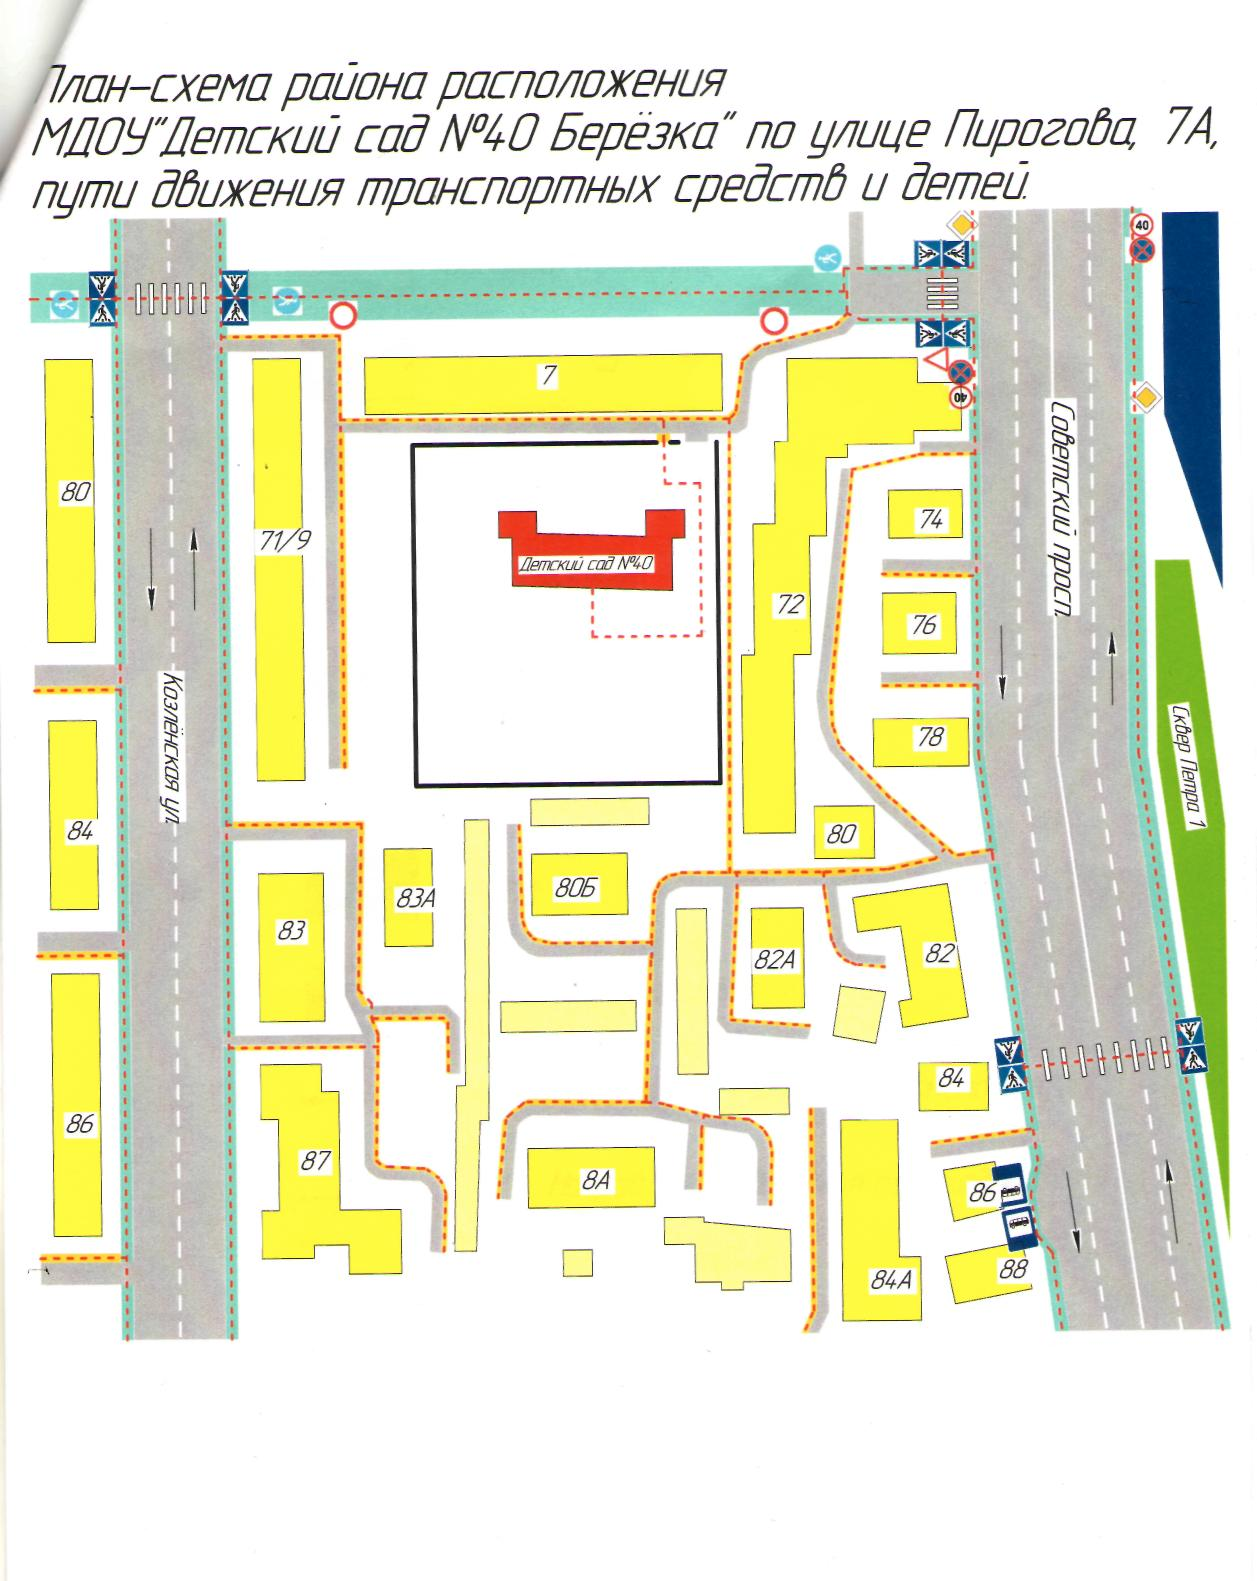 План-схема района расположения
МДОУ"Детский сад №40 Берёзка" по улице Пирогова, 7А,
пути движения транспортных средств и детей.
40
7
40
Советский просп.
80
74
71/9
Детский сад №40
72
76
Козлёнская ул.
78
Сквер Петра 1
84
80
80Б
83А
83
82А
82
84
86
87
8А
86
88
84А